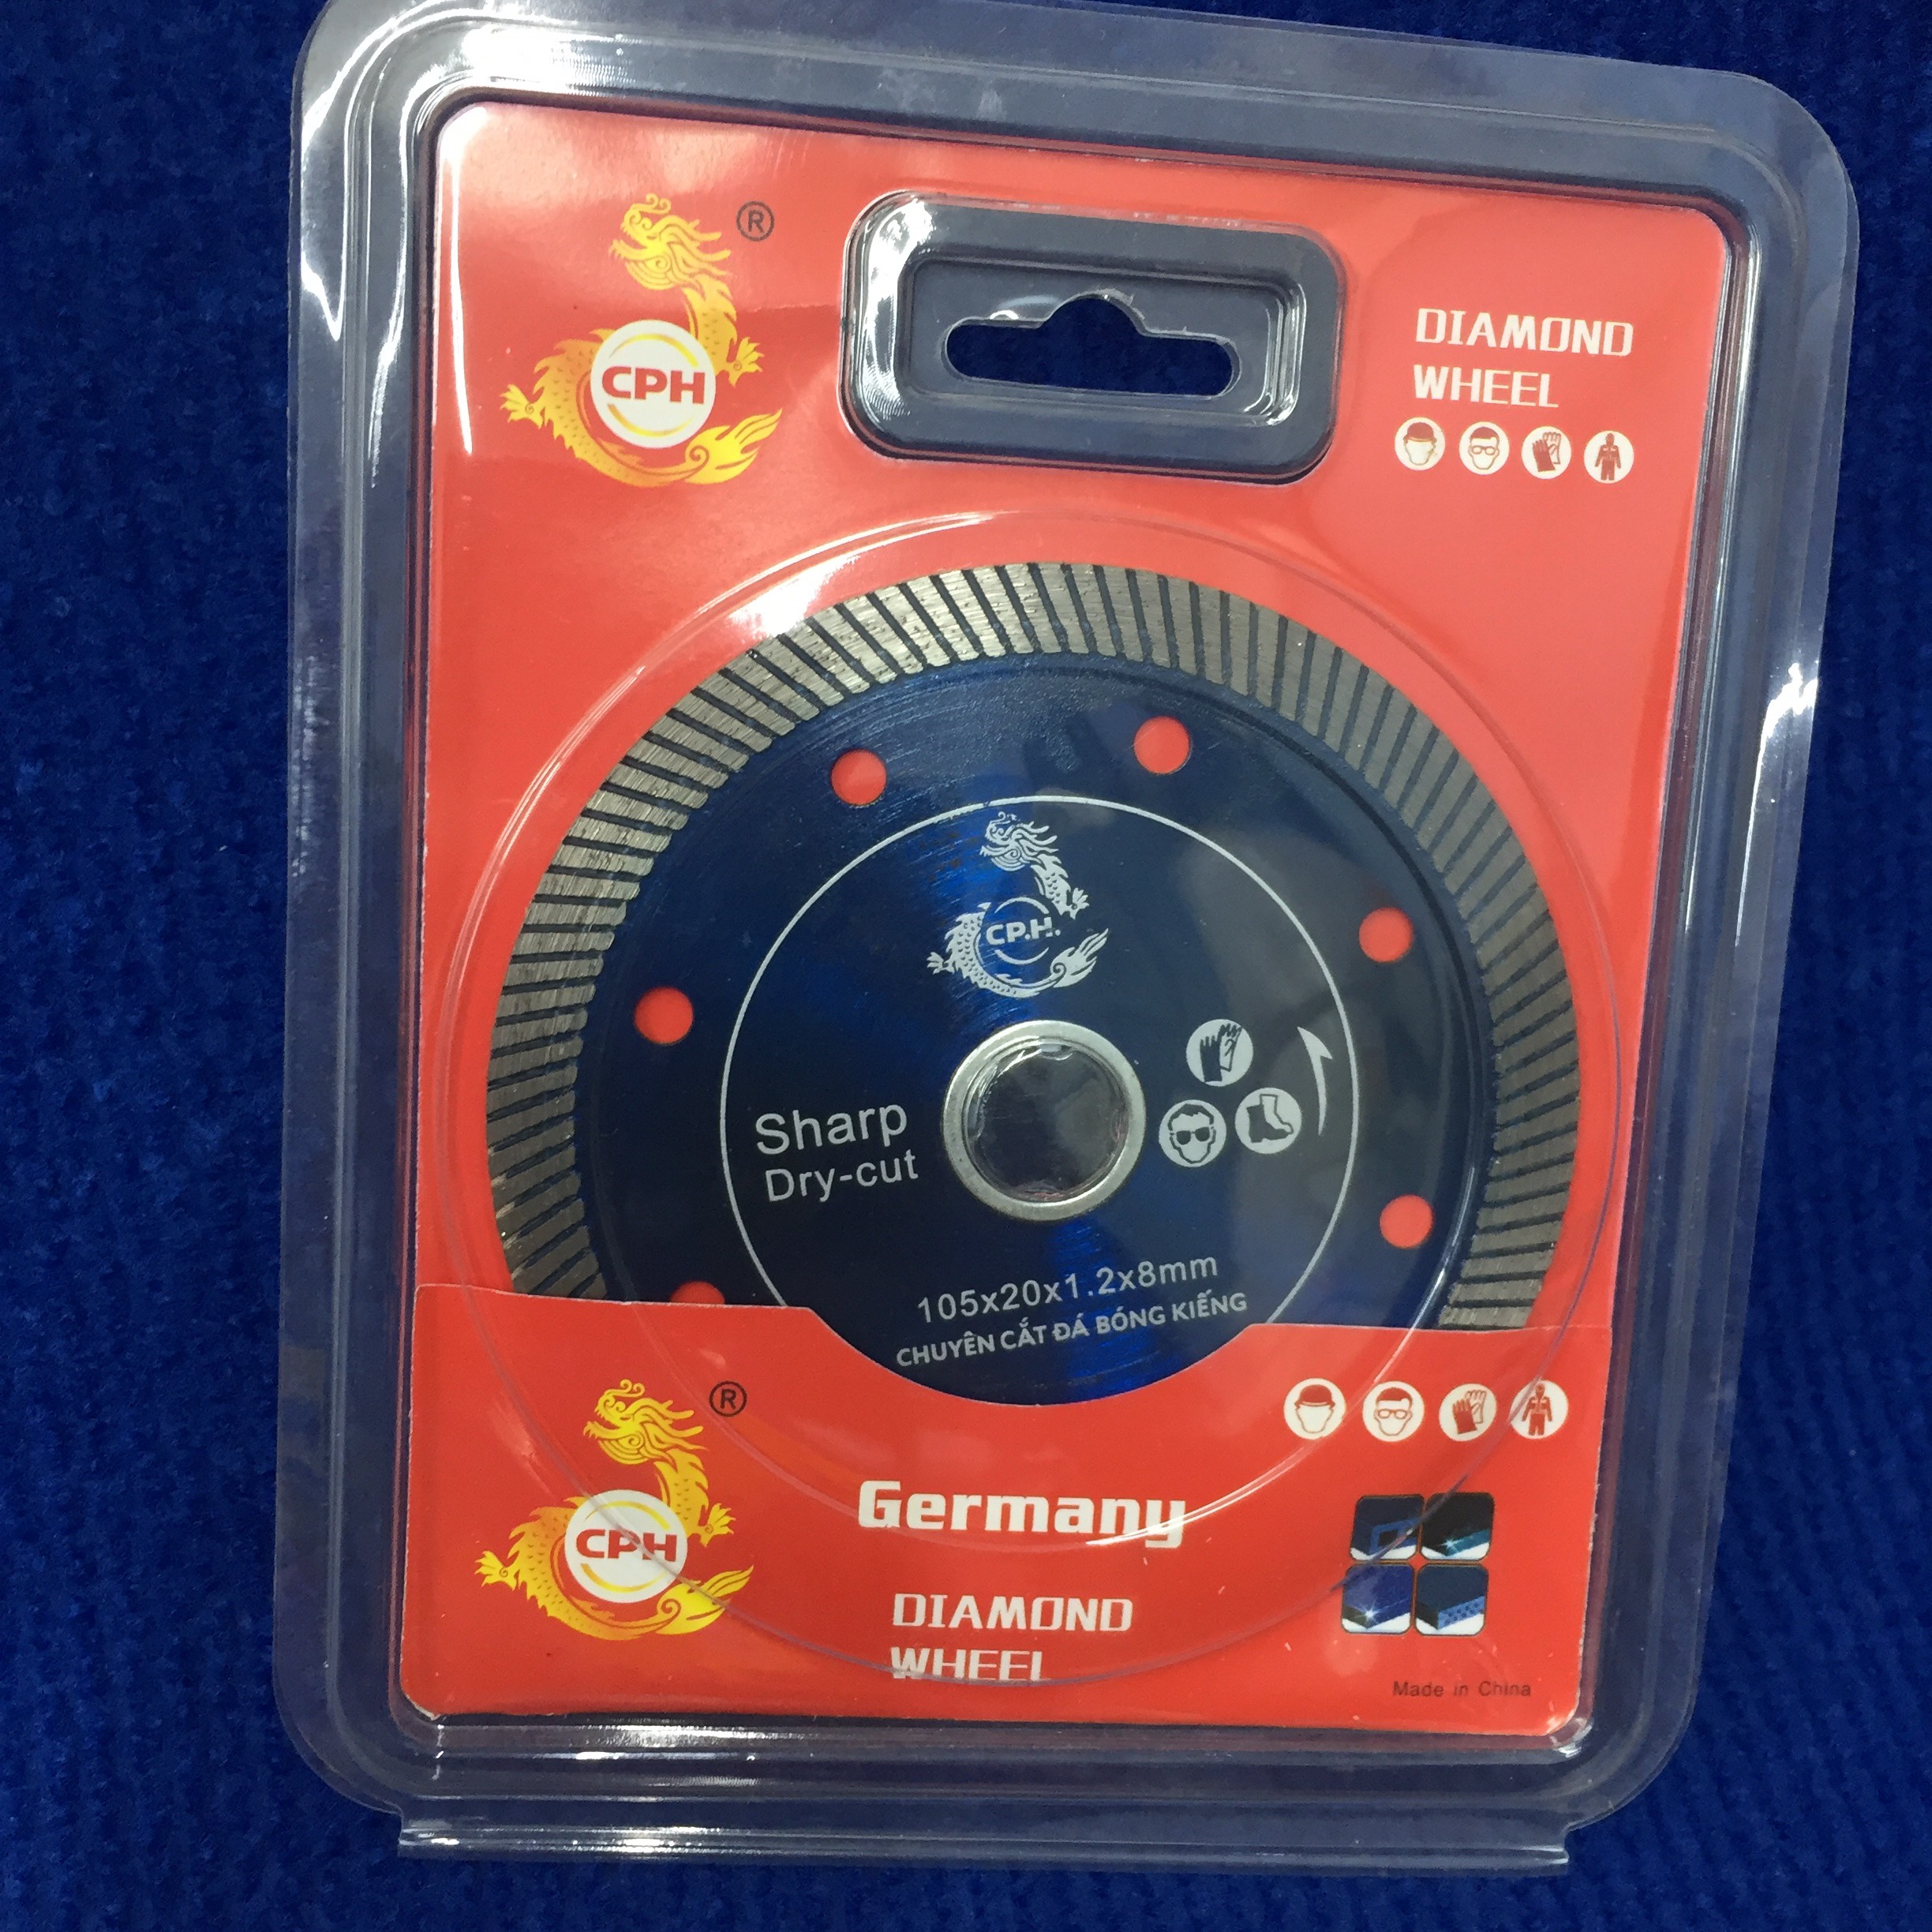 ®
CPH
DIAMOND
WHEEL
CP.H.
Sharp
Dry-cut
105x20x1.2x8mm
CHUYÊN CẮT ĐÁ BÓNG KIẾNG
®
CPH
Germany
DIAMOND
WHEEL
Made in China